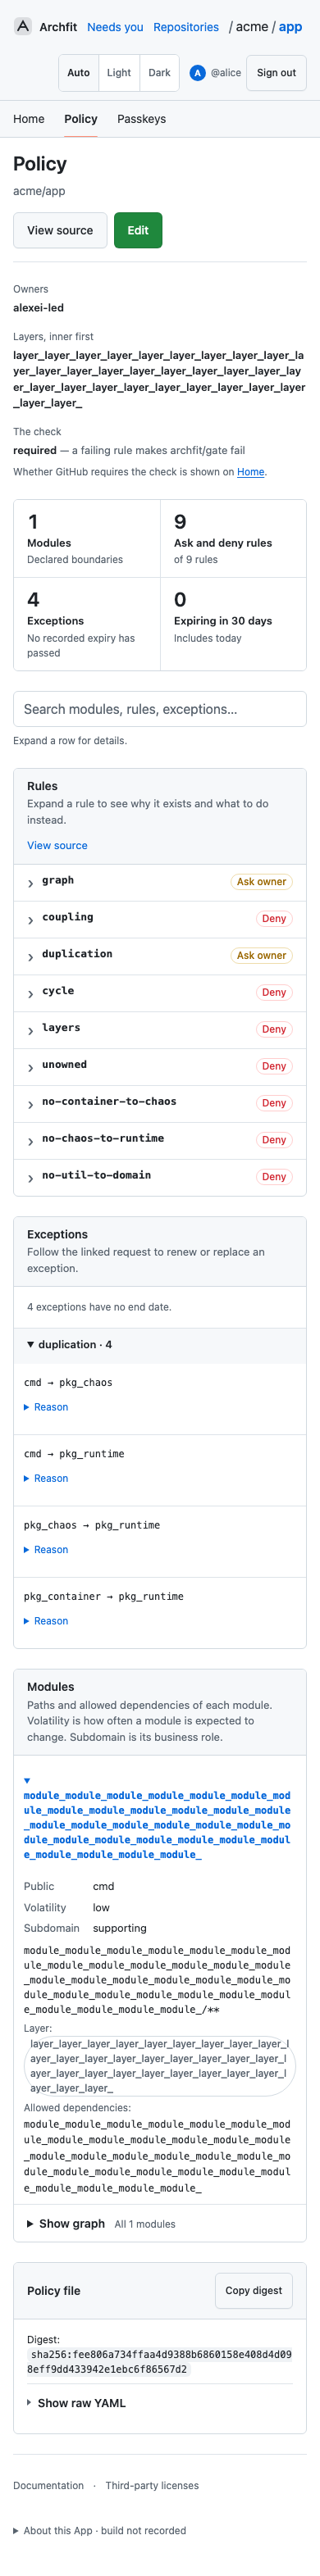 Archfit Needs you Repositories / acme / app
Auto Light Dark A @alice Sign out
Home Policy Passkeys
Policy
acme/app
View source Edit
Owners
alexei-led
Layers, inner first
layer_layer_layer_layer_layer_layer_layer_layer_layer_la
yer_layer_layer_layer_layer_layer_layer_layer_layer_lay
er_layer_layer_layer_layer_layer_layer_layer_layer_layer
_layer_layer_
The check
required — a failing rule makes archfit/gate fail
Whether GitHub requires the check is shown on Home.
1
Modules
Declared boundaries
9
Ask and deny rules
of 9 rules
4
Exceptions
No recorded expiry has
passed
0
Expiring in 30 days
Includes today
Search modules, rules, exceptions...
Expand a row for details.
Rules
Expand a rule to see why it exists and what to do
instead.
View source
graph Ask owner
coupling Deny
duplication Ask owner
cycle Deny
layers Deny
unowned Deny
no-container-to-chaos Deny
no-chaos-to-runtime Deny
no-util-to-domain Deny
Exceptions
Follow the linked request to renew or replace an
exception.
4 exceptions have no end date.
duplication · 4
cmd → pkg_chaos
Reason
cmd → pkg_runtime
Reason
pkg_chaos → pkg_runtime
Reason
pkg_container → pkg_runtime
Reason
Modules
Paths and allowed dependencies of each module.
Volatility is how often a module is expected to
change. Subdomain is its business role.
module_module_module_module_module_module_mod
ule_module_module_module_module_module_module
_module_module_module_module_module_module_mo
dule_module_module_module_module_module_modul
e_module_module_module_module_
Public cmd
Volatility low
Subdomain supporting
module_module_module_module_module_module_mod
ule_module_module_module_module_module_module
_module_module_module_module_module_module_mo
dule_module_module_module_module_module_modul
e_module_module_module_module_/**
Layer:
layer_layer_layer_layer_layer_layer_layer_layer_layer_l
ayer_layer_layer_layer_layer_layer_layer_layer_layer_l
ayer_layer_layer_layer_layer_layer_layer_layer_layer_l
ayer_layer_layer_
Allowed dependencies:
module_module_module_module_module_module_mod
ule_module_module_module_module_module_module
_module_module_module_module_module_module_mo
dule_module_module_module_module_module_modul
e_module_module_module_module_
Show graph All 1 modules
Policy file Copy digest
Digest:
sha256:fee806a734ffaa4d9388b6860158e408d4d09
8eff9dd433942e1ebc6f86567d2
Show raw YAML
Documentation · Third-party licenses
About this App · build not recorded